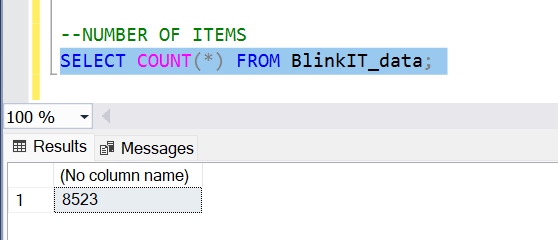 --NUMBER OF ITEMS
SELECT COUNT(*) FROM BlinkIT_data;
100 %
Results Messages
(No column name)
1 8523